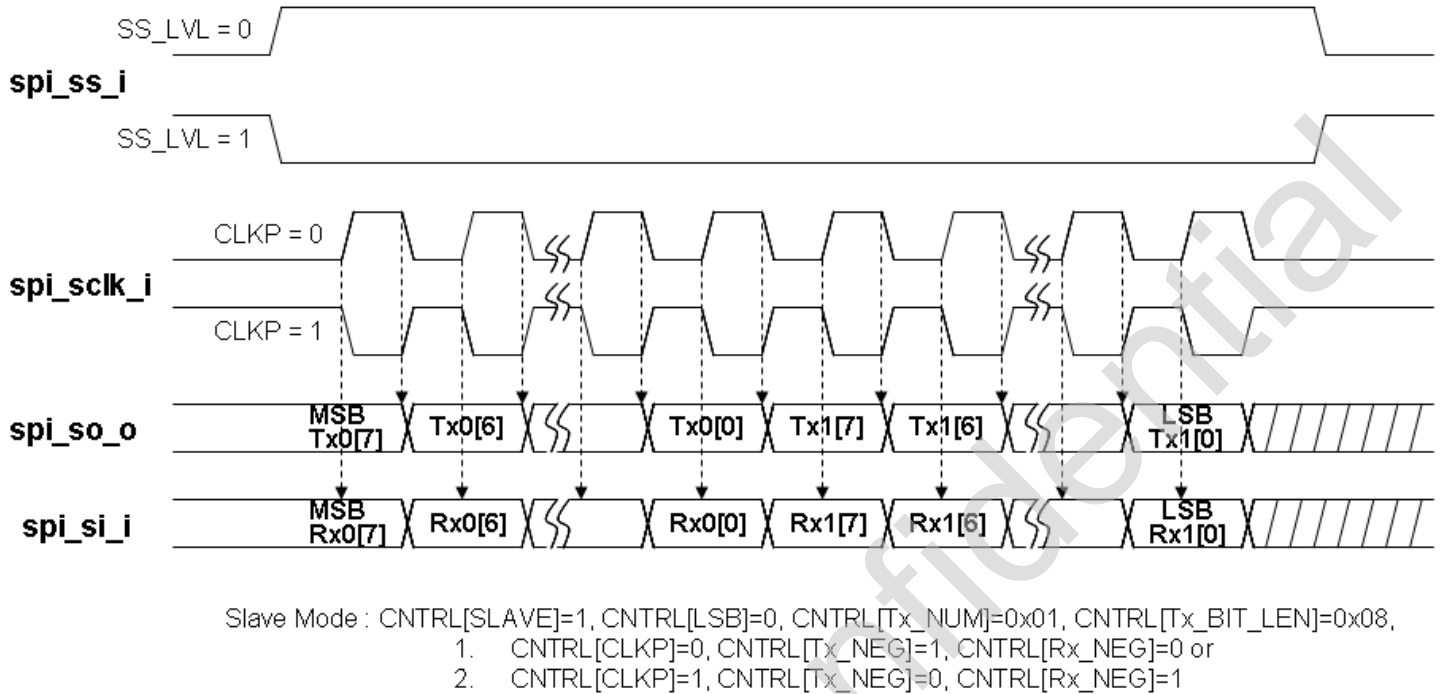 SS_LVL = 0
spi_ss_i
SS_LVL = 1
CLKP = 0
spi_sclk_i
CLKP = 1
spi_so_o
MSB Tx0[7] Tx0[6] Tx0[0] Tx1[7] Tx1[6] LSB Tx1[0]
spi_si_i
MSB Rx0[7] Rx0[6] Rx0[0] Rx1[7] Rx1[6] LSB Rx1[0]
Slave Mode : CNTRL[SLAVE]=1, CNTRL[LSB]=0, CNTRL[Tx_NUM]=0x01, CNTRL[Tx_BIT_LEN]=0x08,
1. CNTRL[CLKP]=0, CNTRL[Tx_NEG]=1, CNTRL[Rx_NEG]=0 or
2. CNTRL[CLKP]=1, CNTRL[Tx_NEG]=0, CNTRL[Rx_NEG]=1
nfidential